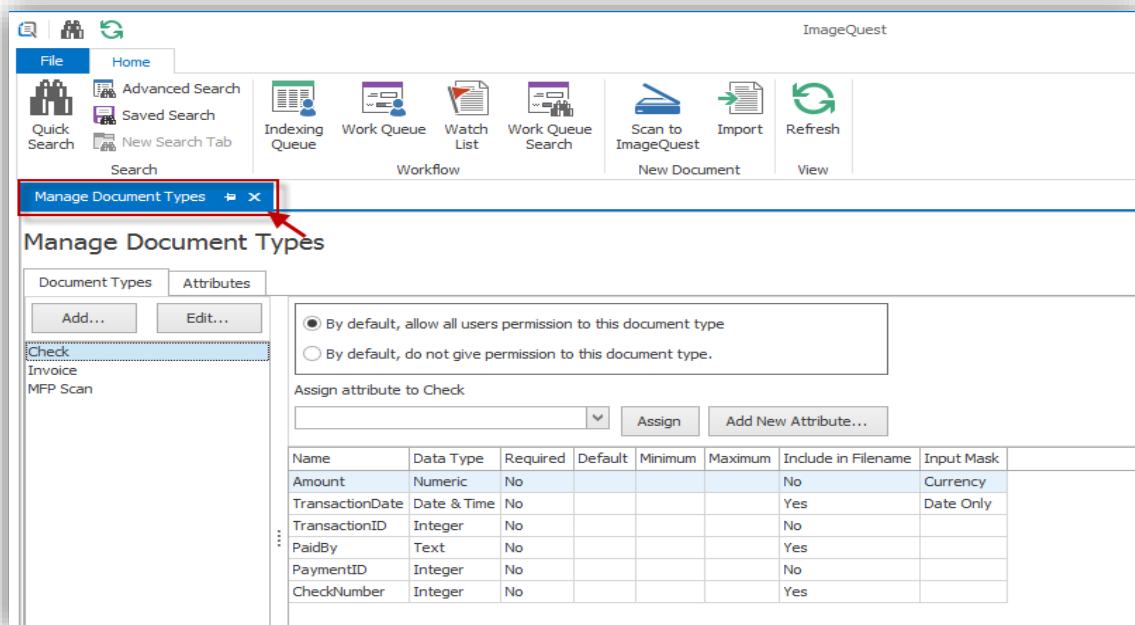 ImageQuest
File Home
Advanced Search
Saved Search
New Search Tab
Quick Search
Search
Indexing Queue
Work Queue
Watch List
Work Queue Search
Workflow
Scan to ImageQuest
Import
New Document
Refresh
View
Manage Document Types
Manage Document Types
Document Types Attributes
Add... Edit...
Check
Invoice
MFP Scan
By default, allow all users permission to this document type
By default, do not give permission to this document type.
Assign attribute to Check
Assign Add New Attribute...
Name Data Type Required Default Minimum Maximum Include in Filename Input Mask
Amount Numeric No No Currency
TransactionDate Date & Time No Yes Date Only
TransactionID Integer No No
PaidBy Text No Yes
PaymentID Integer No No
CheckNumber Integer No Yes